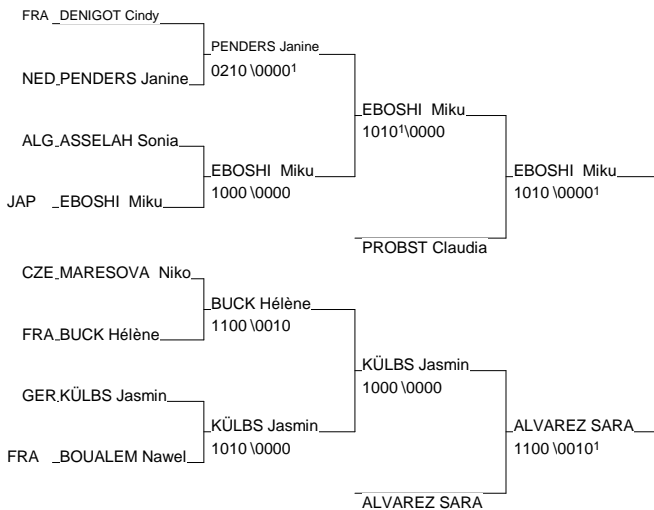 FRA DENIGOT Cindy
PENDERS Janine
0210 \0000¹
NED PENDERS Janine
EBOSHI Miku
1010¹\0000
ALG ASSELAH Sonia
EBOSHI Miku
1000 \0000
EBOSHI Miku
1010 \0000¹
JAP EBOSHI Miku
PROBST Claudia
CZE MARESOVA Niko
BUCK Hélène
1100 \0010
FRA BUCK Hélène
KÜLBS Jasmin
1000 \0000
GER KÜLBS Jasmin
KÜLBS Jasmin
1010 \0000
ALVAREZ SARA
1100 \0010¹
FRA BOUALEM Nawel
ALVAREZ SARA